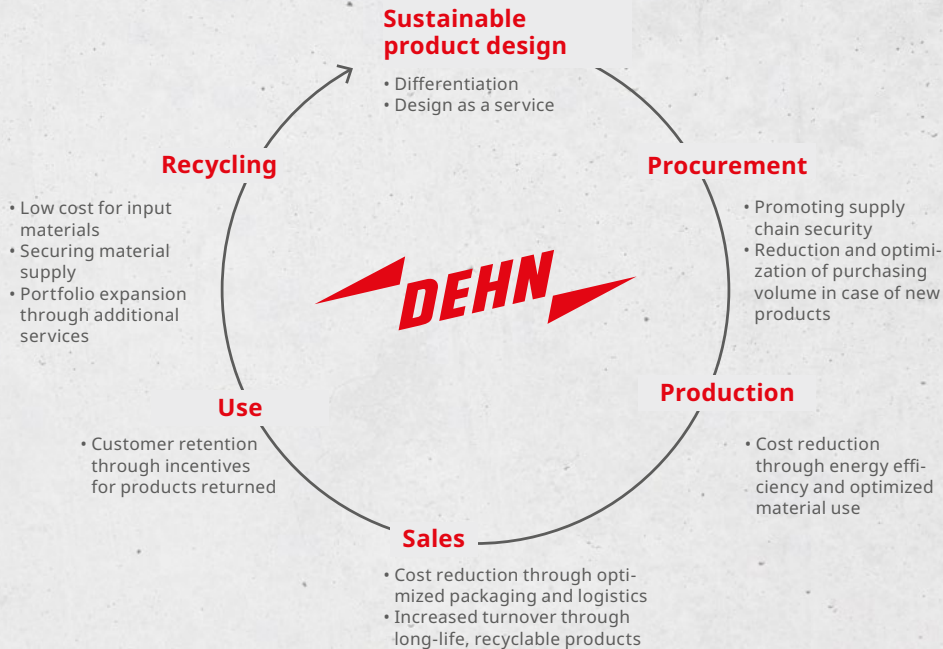 Sustainable
product design
• Differentiation
• Design as a service
Procurement
• Promoting supply
chain security
• Reduction and optimi-
zation of purchasing
volume in case of new
products
Production
• Cost reduction
through energy effi-
ciency and optimized
material use
Sales
• Cost reduction through opti-
mized packaging and logistics
• Increased turnover through
long-life, recyclable products
Use
• Customer retention
through incentives
for products returned
Recycling
• Low cost for input
materials
• Securing material
supply
• Portfolio expansion
through additional
services
DEHN